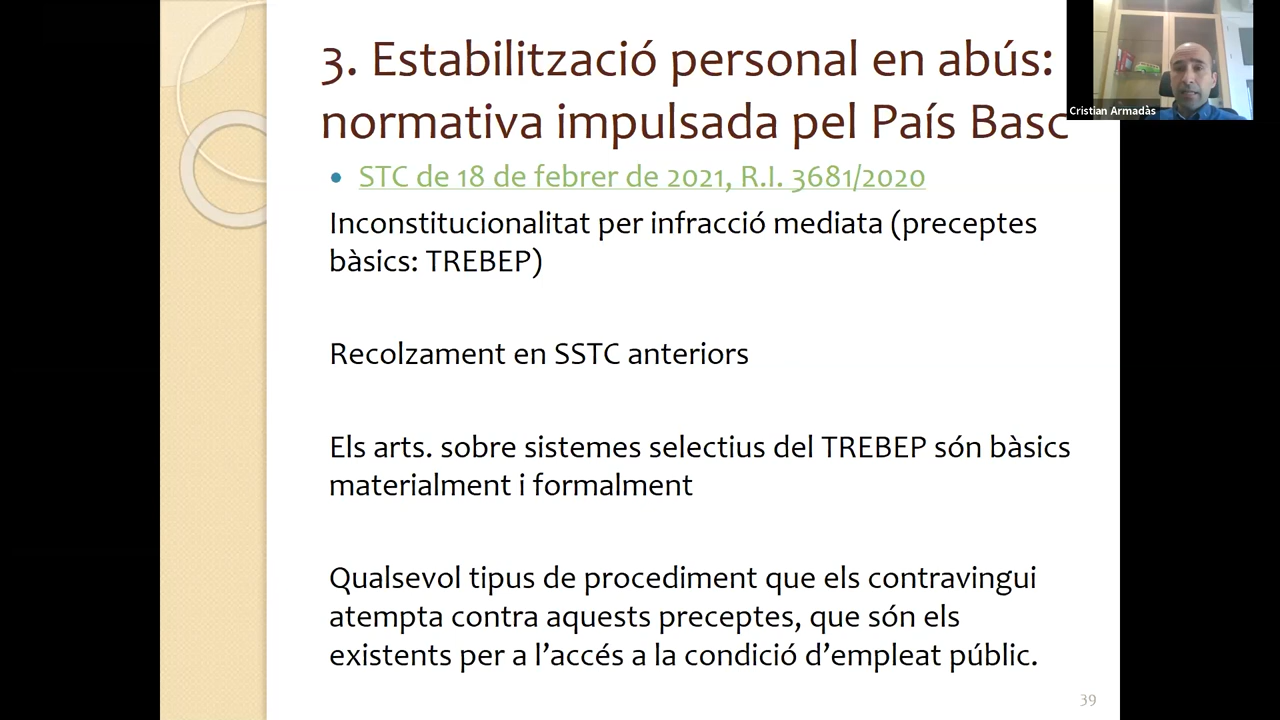 3. Estabilització personal en abús:
normativa impulsada pel País Basc
Cristian Armadàs
• STC de 18 de febrer de 2021, R.I. 3681/2020
Inconstitucionalitat per infracció mediata (preceptes
bàsics: TREBEP)
Recolzament en SSTC anteriors
Els arts. sobre sistemes selectius del TREBEP són bàsics
materialment i formalment
Qualsevol tipus de procediment que els contravingui
atempta contra aquests preceptes, que són els
existents per a l’accés a la condició d’empleat públic.
39